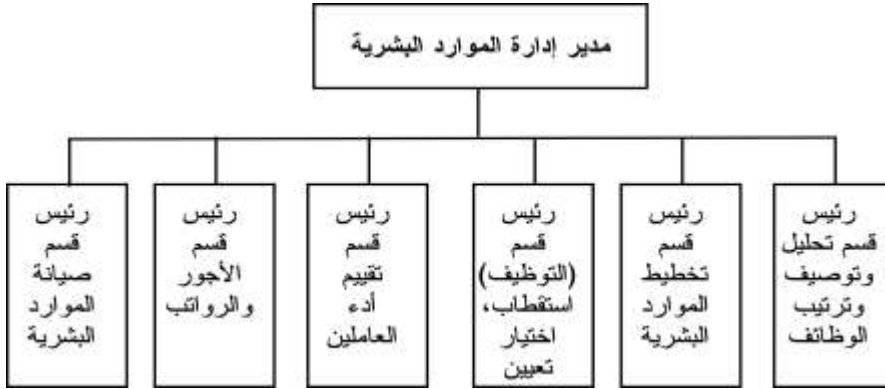 مدير إدارة الموارد البشرية
رئيس
قسم تحليل
وتوصيف
وترتيب
الوظائف
رئيس
قسم
تخطيط
الموارد
البشرية
رئيس
قسم
(التوظيف)
استقطاب،
اختيار
تعيين
رئيس
قسم
تقييم
أدء
العاملين
رئيس
قسم
الأجور
والرواتب
رئيس
قسم
صيانة
الموارد
البشرية